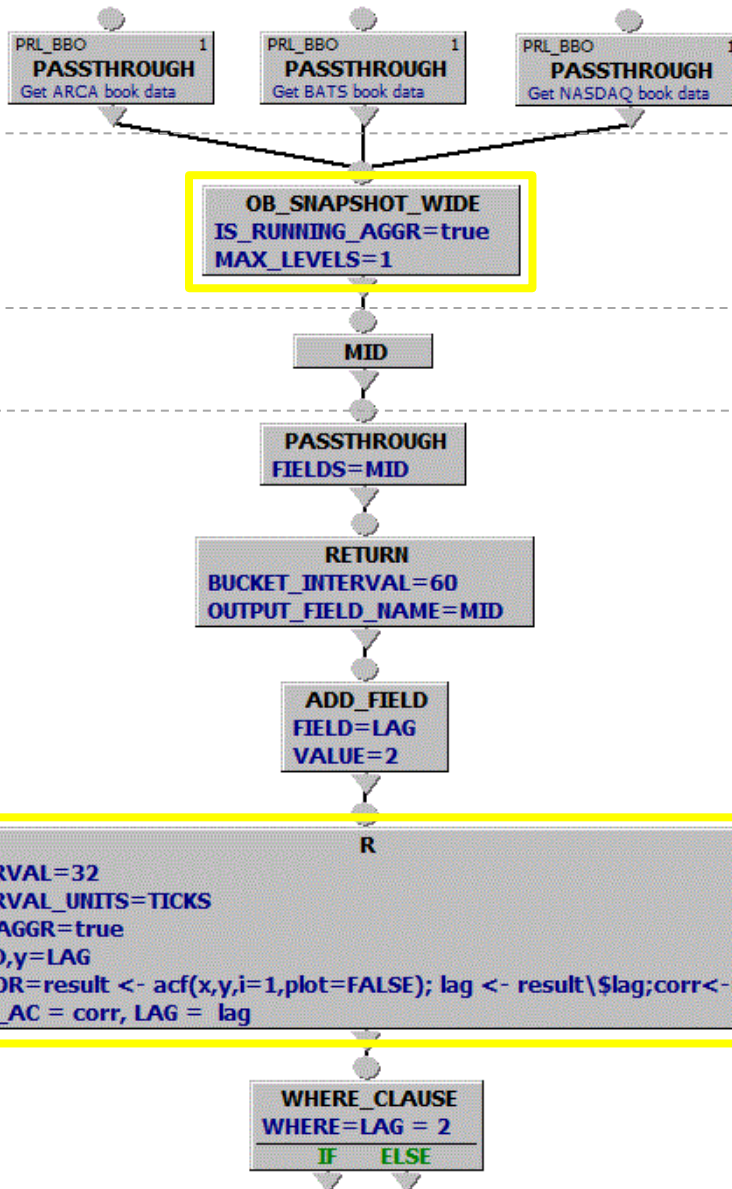 PRL_BBO 1
PASSTHROUGH
Get ARCA book data
PRL_BBO 1
PASSTHROUGH
Get BATS book data
PRL_BBO 1
PASSTHROUGH
Get NASDAQ book data
OB_SNAPSHOT_WIDE
IS_RUNNING_AGGR=true
MAX_LEVELS=1
MID
PASSTHROUGH
FIELDS=MID
RETURN
BUCKET_INTERVAL=60
OUTPUT_FIELD_NAME=MID
ADD_FIELD
FIELD=LAG
VALUE=2
R
RVAL=32
RVAL_UNITS=TICKS
AGGR=true
D,y=LAG
OR=result <- acf(x,y,i=1,plot=FALSE); lag <- result\$lag;corr<-
_AC = corr, LAG = lag
WHERE_CLAUSE
WHERE=LAG = 2
IF ELSE